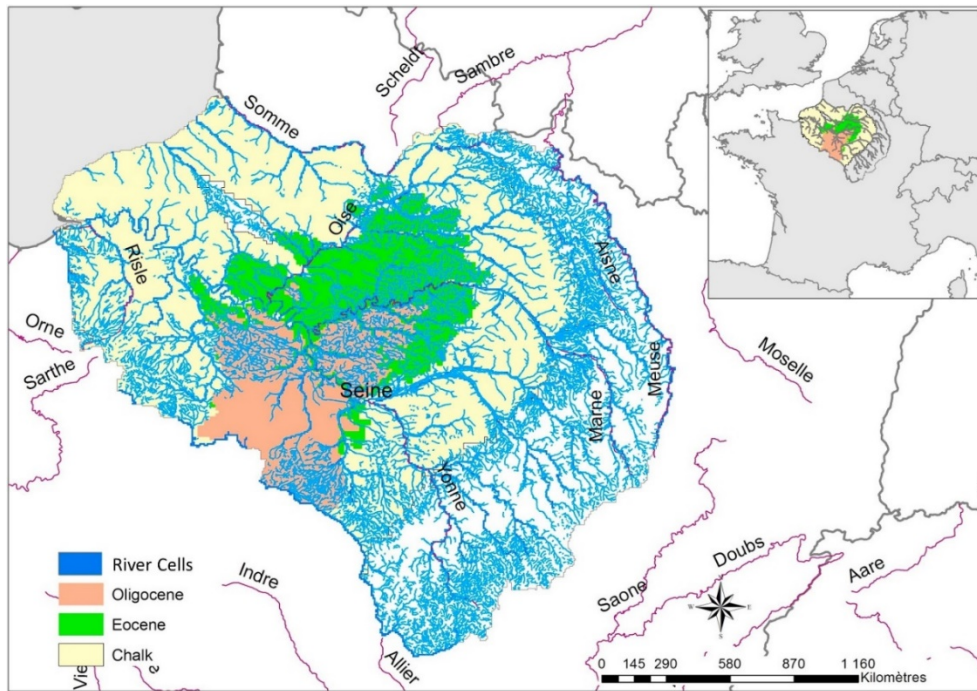 Scheldt
Sambre
Somme
Oise
Aisne
Risle
Orne
Sarthe
Seine
Marne
Meuse
Moselle
Yonne
River Cells
Oligocene
Eocene
Chalk
Indre
Vie
Allier
Saone
Doubs
Aare
N
W
E
S
0 145 290 580 870 1 160
Kilomètres